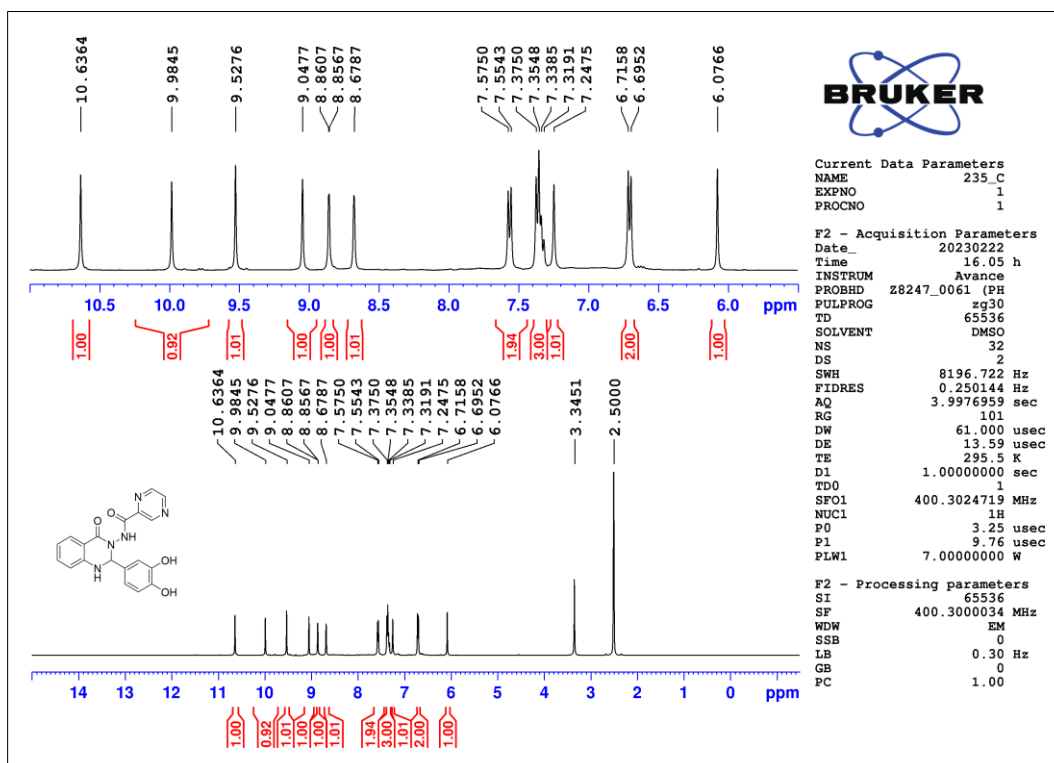 10.6364
9.9845
9.5276
9.0477
8.8607
8.8567
8.6787
7.5750
7.5543
7.3750
7.3548
7.3385
7.3191
7.2475
6.7158
6.6952
6.0766
10.5 10.0 9.5 9.0 8.5 8.0 7.5 7.0 6.5 6.0 ppm
1.00 0.92 1.01 1.00 1.00 1.01 1.94 3.00 1.01 2.00 1.00
10.6364
9.9845
9.5276
9.0477
8.8607
8.8567
8.6787
7.5750
7.5543
7.3750
7.3548
7.3385
7.3191
7.2475
6.7158
6.6952
6.0766
3.3451
2.5000
N
N
O
O
NH
N
N
H
OH
OH
14 13 12 11 10 9 8 7 6 5 4 3 2 1 0 ppm
1.00 0.92 1.01 1.00 1.00 1.01 1.94 3.00 1.01 2.00 1.00
BRUKER
Current Data Parameters
NAME 235_C
EXPNO 1
PROCNO 1
F2 - Acquisition Parameters
Date_ 20230222
Time 16.05 h
INSTRUM Avance
PROBHD Z8247_0061 (PH
PULPROG zg30
TD 65536
SOLVENT DMSO
NS 32
DS 2
SWH 8196.722 Hz
FIDRES 0.250144 Hz
AQ 3.9976959 sec
RG 101
DW 61.000 usec
DE 13.59 usec
TE 295.5 K
D1 1.00000000 sec
TD0 1
SFO1 400.3024719 MHz
NUC1 1H
P0 3.25 usec
P1 9.76 usec
PLW1 7.00000000 W
F2 - Processing parameters
SI 65536
SF 400.3000034 MHz
WDW EM
SSB 0
LB 0.30 Hz
GB 0
PC 1.00